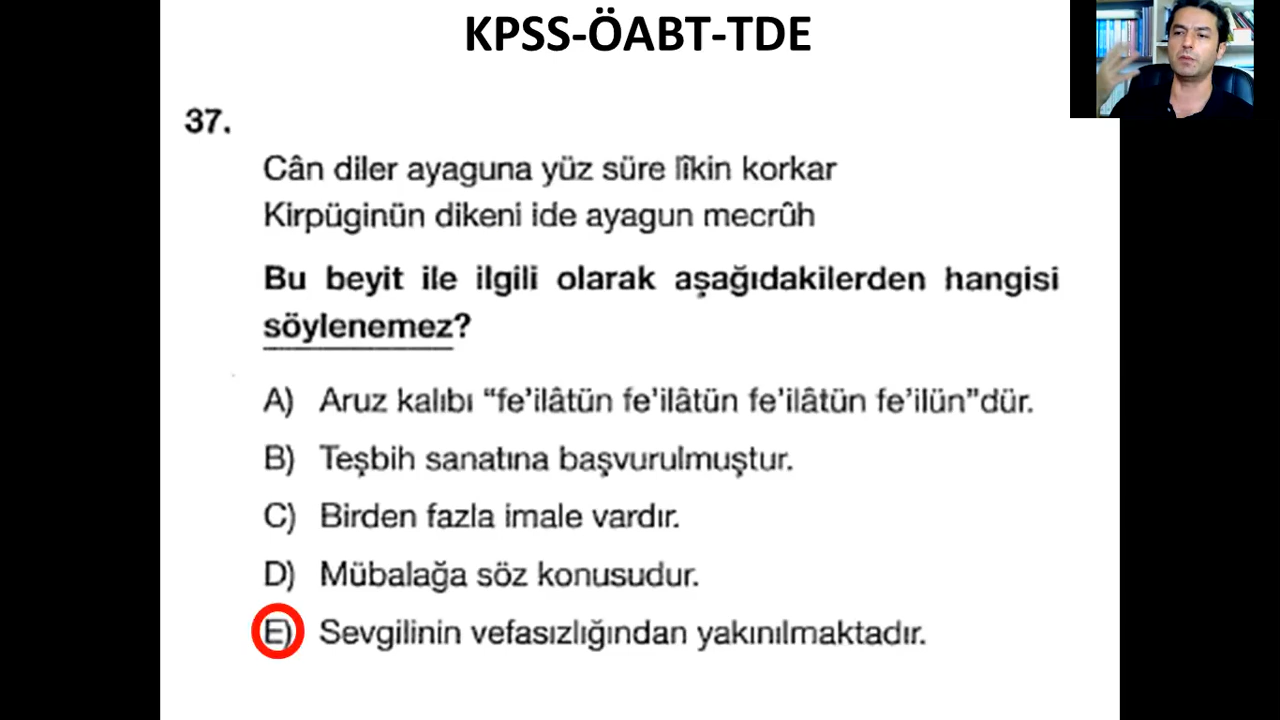 KPSS-ÖABT-TDE
37.
Cân diler ayaguna yüz süre lîkin korkar
Kirpüginün dikeni ide ayagun mecrûh
Bu beyit ile ilgili olarak aşağıdakilerden hangisi
söylenemez?
A) Aruz kalıbı “fe’ilâtün fe’ilâtün fe’ilâtün fe’ilün”dür.
B) Teşbih sanatına başvurulmuştur.
C) Birden fazla imale vardır.
D) Mübalağa söz konusudur.
E) Sevgilinin vefasızlığından yakınılmaktadır.